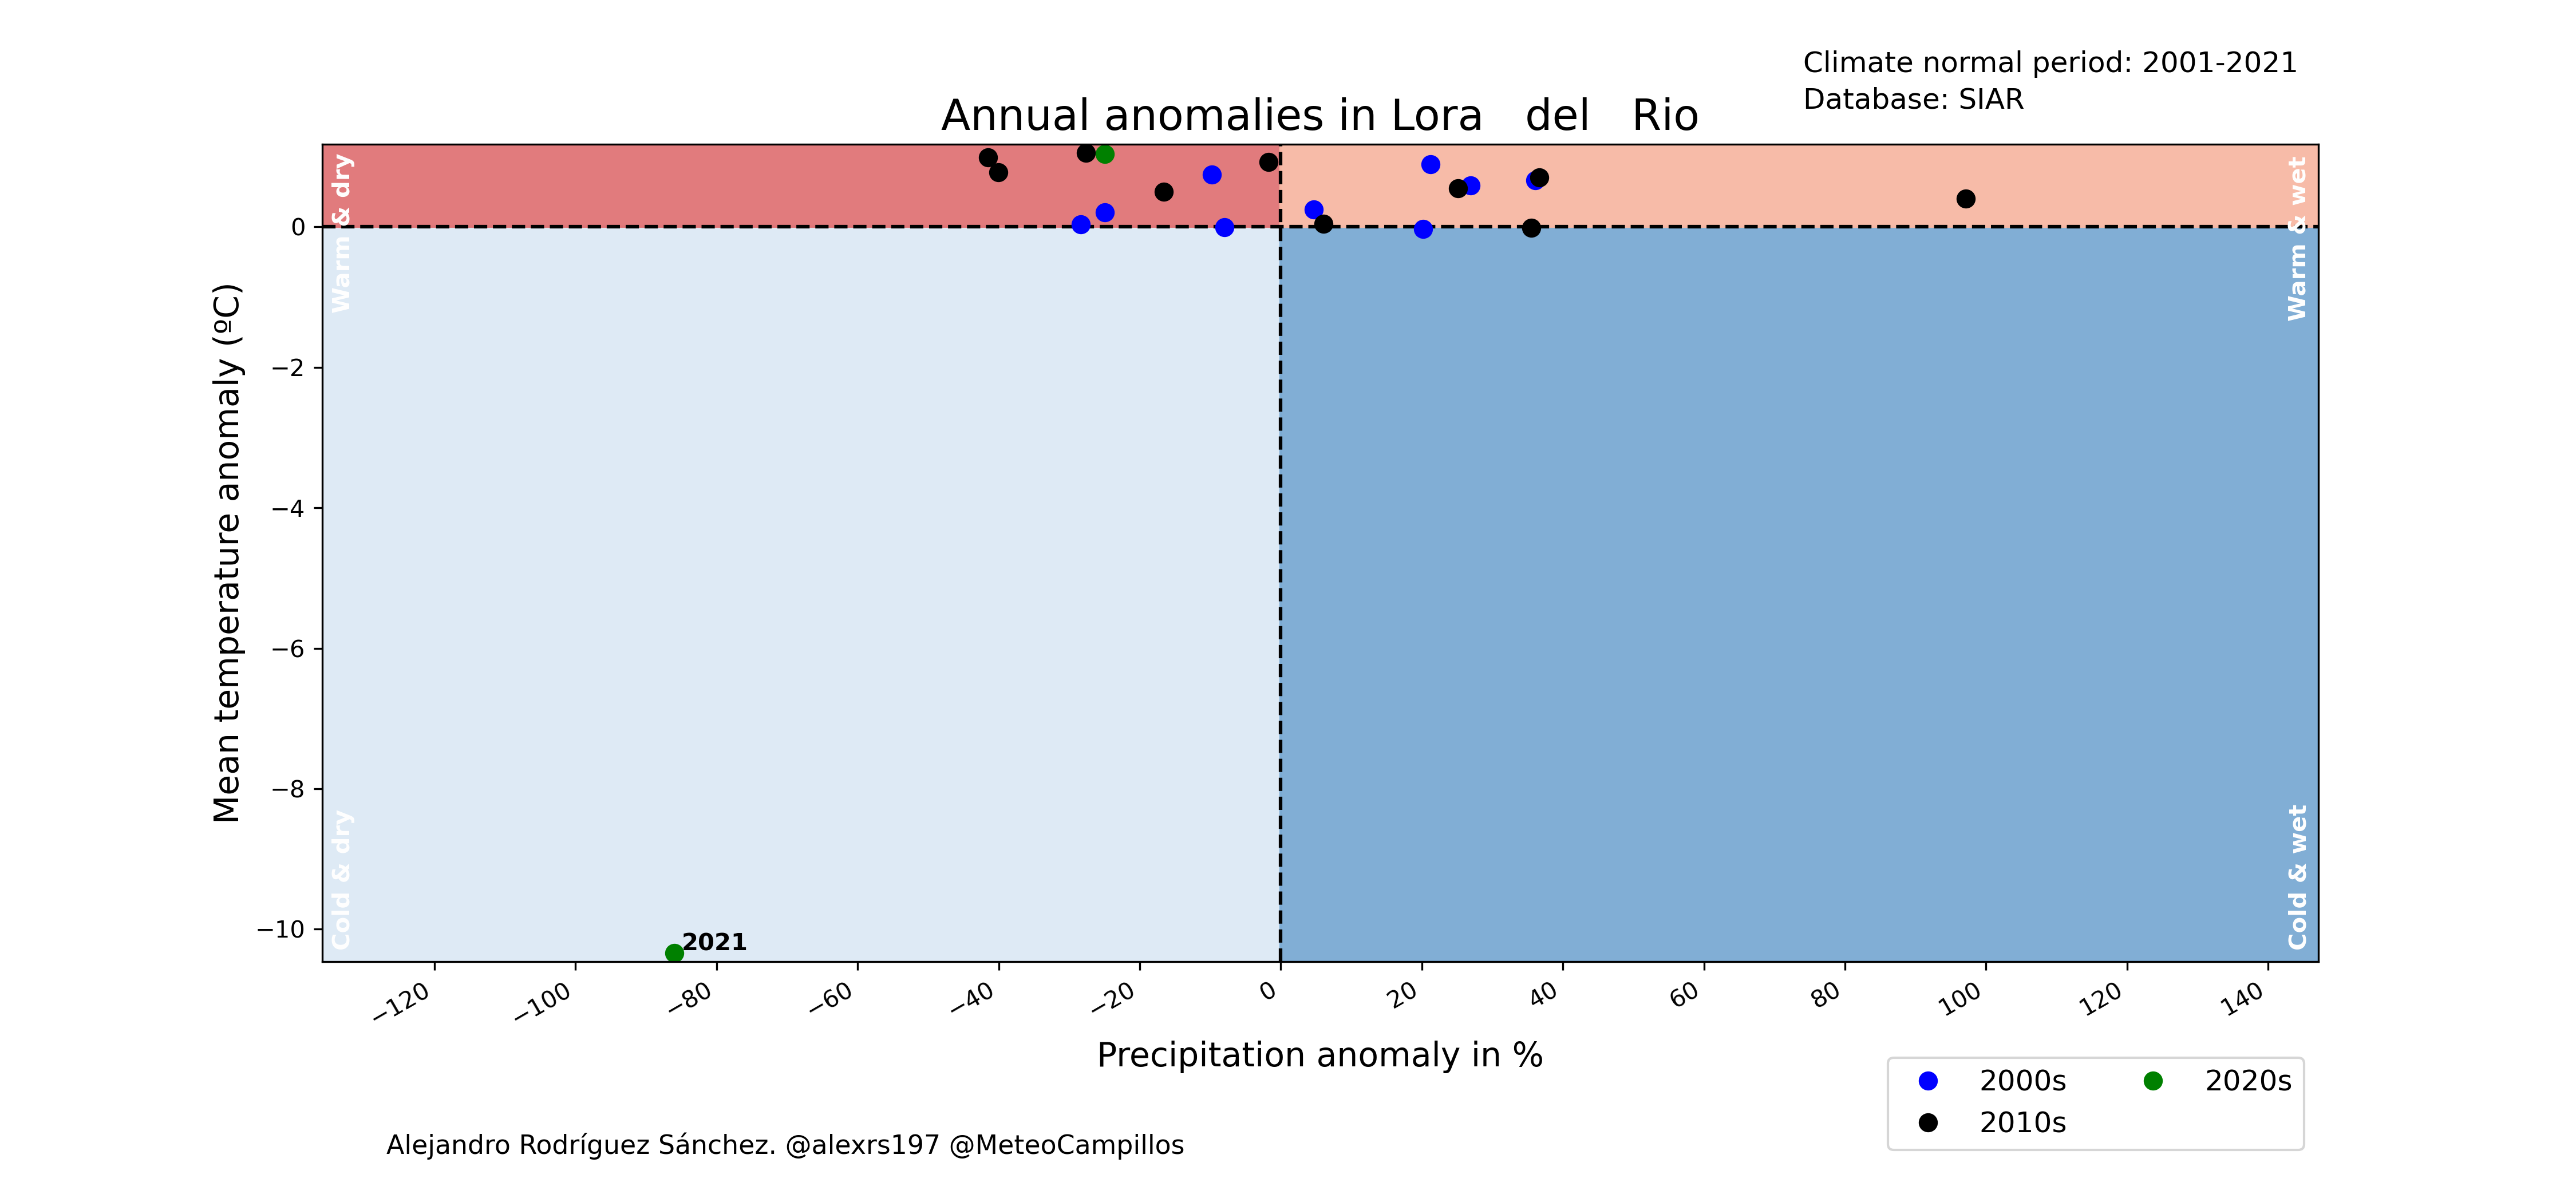 Climate normal period: 2001-2021
Database: SIAR
Annual anomalies in Lora   del   Rio
Warm & dry
Warm & wet
Cold & dry
Cold & wet
Mean temperature anomaly (ºC)
0
−2
−4
−6
−8
−10
2021
−120
−100
−80
−60
−40
−20
0
20
40
60
80
100
120
140
Precipitation anomaly in %
2000s
2010s
2020s
Alejandro Rodríguez Sánchez. @alexrs197 @MeteoCampillos